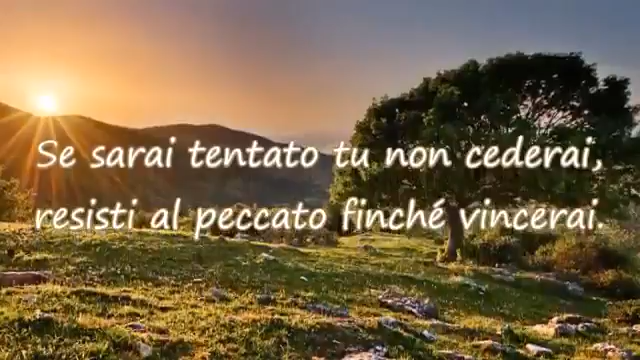 Se sarai tentato tu non cederai,
resisti al peccato finché vincerai.